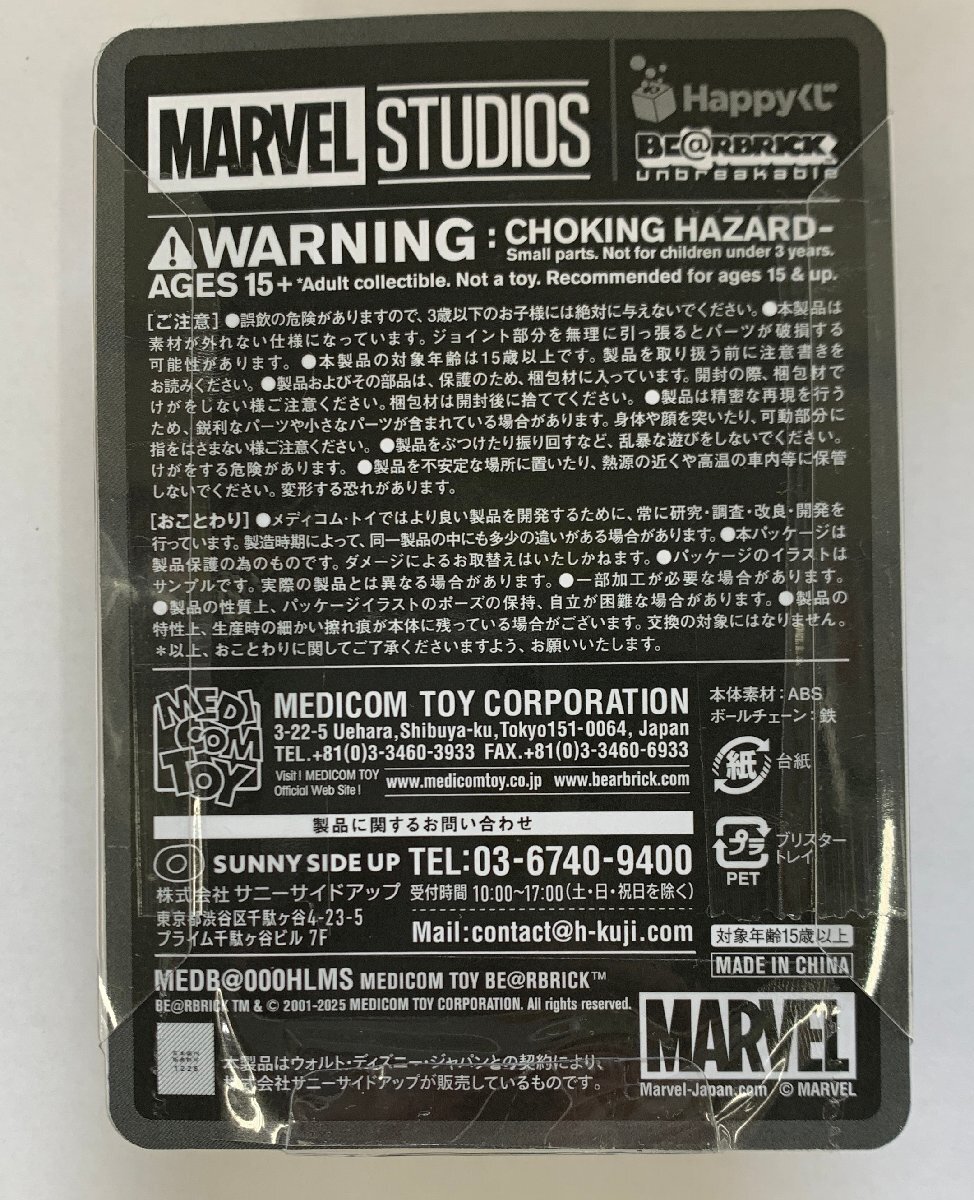 MARVEL STUDIOS
Happyくじ
BE@RBRICK
unbreakable
WARNING : CHOKING HAZARD-
Small parts. Not for children under 3 years.
AGES 15+ *Adult collectible. Not a toy. Recommended for ages 15 & up.
[ご注意] ●誤飲の危険がありますので、3歳以下のお子様には絶対に与えないでください。●本製品は
素材が外れない仕様になっています。ジョイント部分を無理に引っ張るとパーツが破損する
可能性があります。●本製品の対象年齢は15歳以上です。製品を取り扱う前に注意書きを
お読みください。●製品およびその部品は、保護のため、梱包材に入っています。開封の際、梱包材で
けがをしない様ご注意ください。梱包材は開封後に捨ててください。●製品は精密な再現を行う
ため、鋭利なパーツや小さなパーツが含まれている場合があります。身体や顔を突いたり、可動部分に
指をはさまない様ご注意ください。●製品をぶつけたり振り回すなど、乱暴な遊びをしないでください。
けがをする危険があります。●製品を不安定な場所に置いたり、熱源の近くや高温の車内等に保管
しないでください。変形する恐れがあります。
[おことわり] ●メディコム・トイではより良い製品を開発するために、常に研究・調査・改良・開発を
行っています。製造時期によって、同一製品の中にも多少の違いがある場合があります。●本パッケージは
製品保護の為のものです。ダメージによるお取替えはいたしかねます。●パッケージのイラストは
サンプルです。実際の製品とは異なる場合があります。●一部加工が必要な場合があります。
●製品の性質上、パッケージイラストのポーズの保持、自立が困難な場合があります。●製品の
特性上、生産時の細かい擦れ痕が本体に残っている場合がございます。交換の対象にはなりません。
*以上、おことわりに関してご了承くださいますよう、お願いいたします。
MEDI
COM
TOY
MEDICOM TOY CORPORATION
3-22-5 Uehara,Shibuya-ku,Tokyo151-0064, Japan
TEL.+81(0)3-3460-3933 FAX.+81(0)3-3460-6933
Visit! MEDICOM TOY
Official Web Site!
www.medicomtoy.co.jp www.bearbrick.com
本体素材：ABS
ボールチェーン：鉄
紙 台紙
プラ ブリスター
トレイ
PET
製品に関するお問い合わせ
SUNNY SIDE UP TEL:03-6740-9400
株式会社 サニーサイドアップ 受付時間 10:00~17:00(土・日・祝日を除く)
東京都渋谷区千駄ヶ谷4-23-5
プライム千駄ヶ谷ビル 7F
Mail:contact@h-kuji.com
対象年齢15歳以上
MADE IN CHINA
MEDB@000HLMS MEDICOM TOY BE@RBRICK™
BE@RBRICK TM & © 2001-2025 MEDICOM TOY CORPORATION. All rights reserved.
1228
本製品はウォルト・ディズニー・ジャパンとの契約により、
株式会社サニーサイドアップが販売しているものです。
MARVEL
Marvel-Japan.com © MARVEL